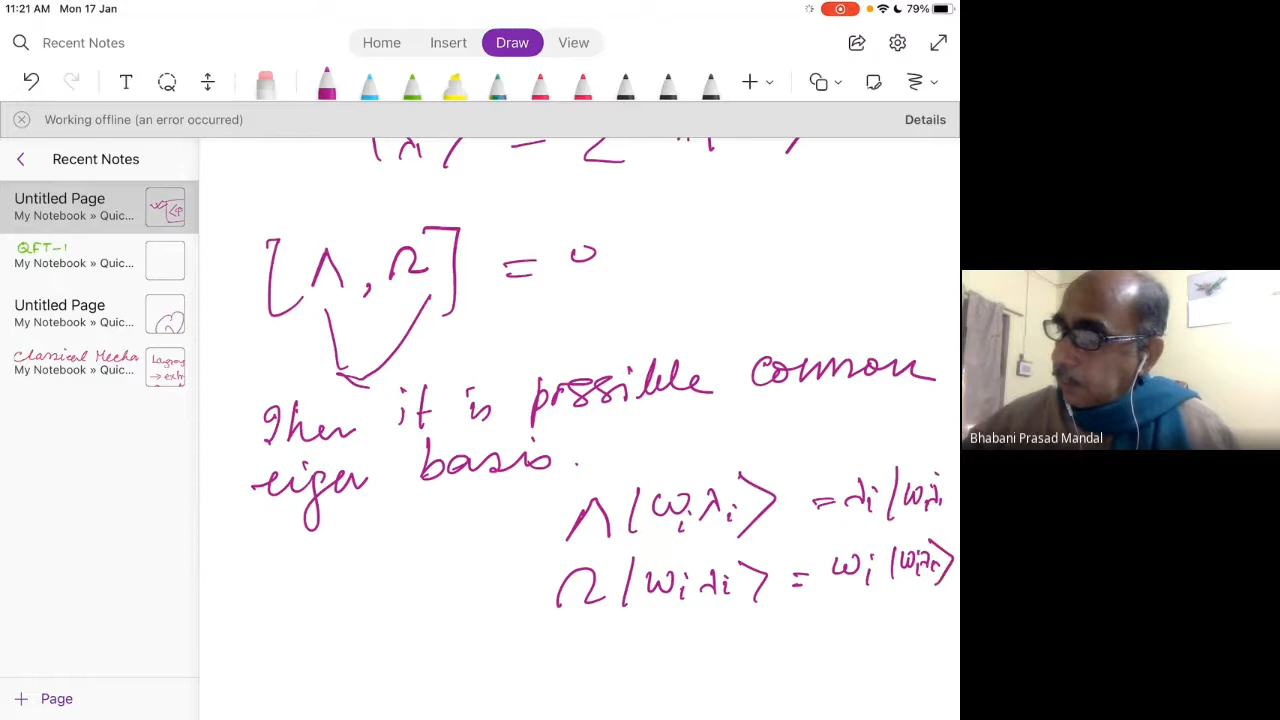 11:21 AM Mon 17 Jan
79%
Recent Notes
Home Insert Draw View
Working offline (an error occurred)
Details
Recent Notes
Untitled Page
My Notebook » Quic...
QFT-1
My Notebook » Quic...
Untitled Page
My Notebook » Quic...
Classical Mecha
My Notebook » Quic...
Page
[Λ, Ω] = 0
Then it is possible common
eigen basis.
Λ|ωᵢλᵢ⟩ = λᵢ|ωᵢλᵢ
Ω|ωᵢλᵢ⟩ = ωᵢ|ωᵢλᵢ⟩
Bhabani Prasad Mandal